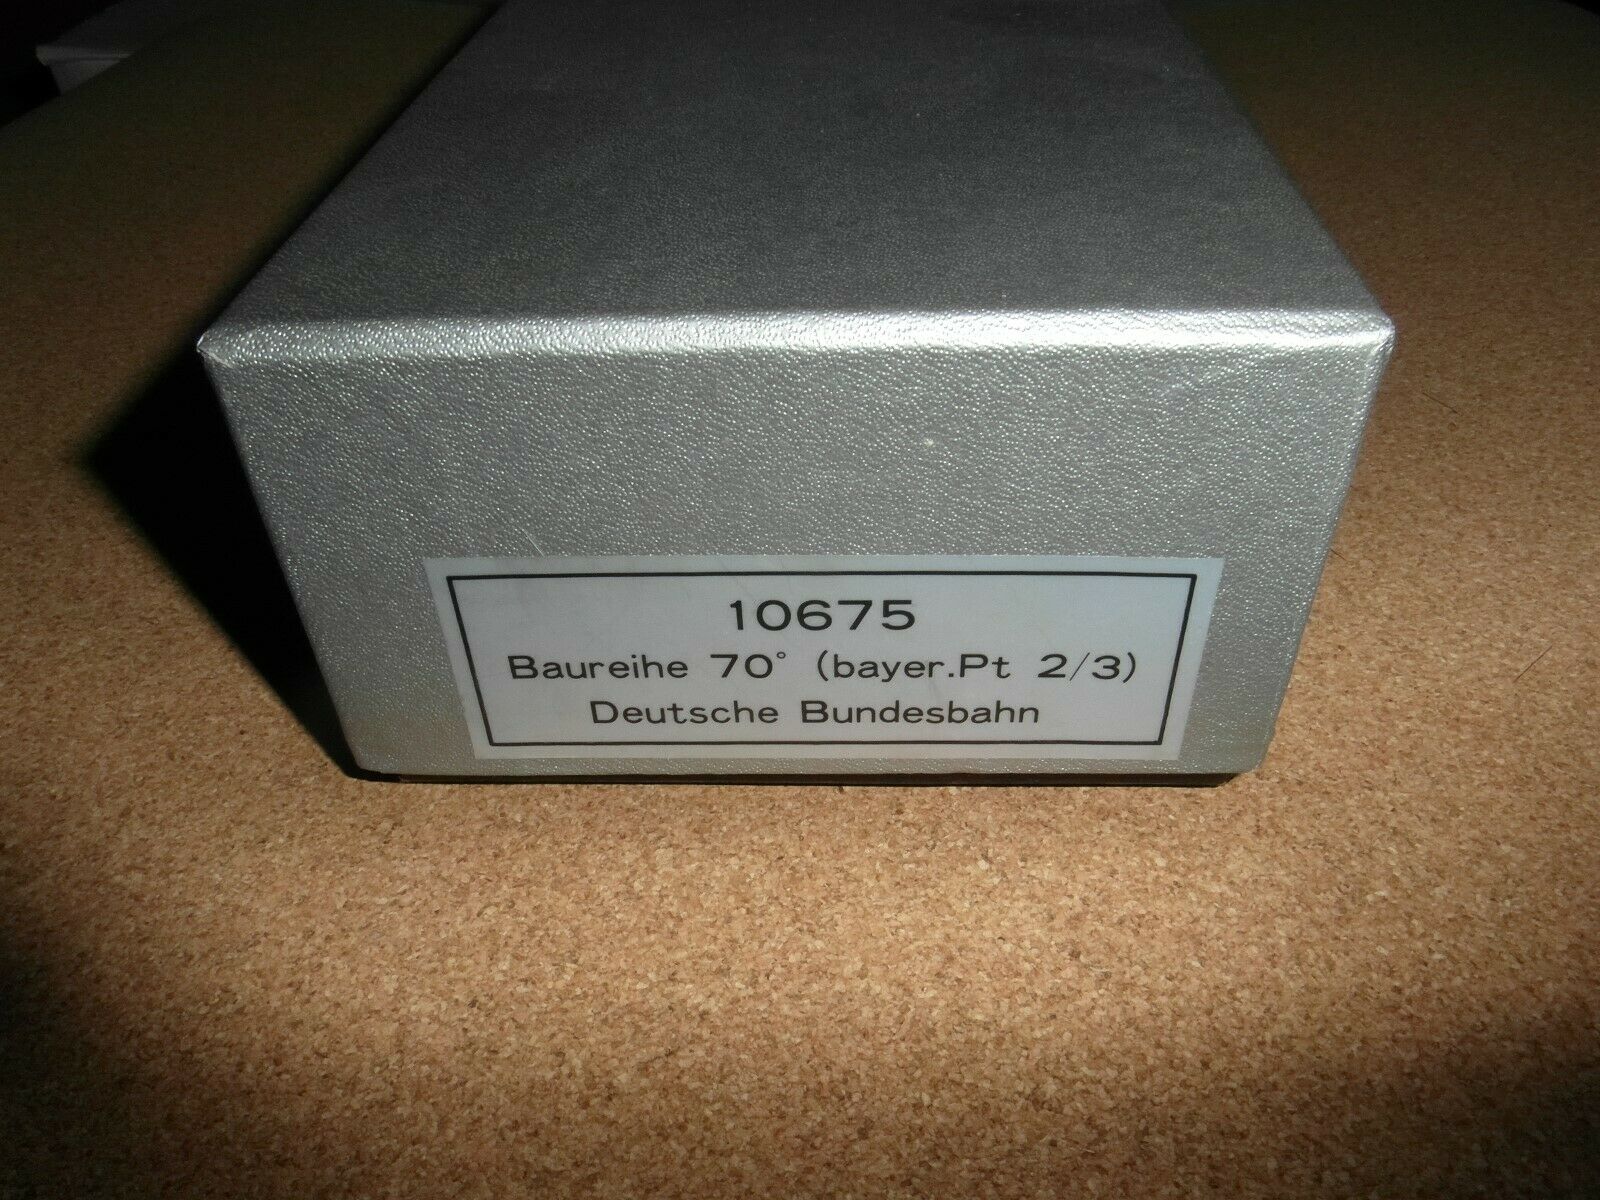 10675
Baureihe 70° (bayer.Pt 2/3)
Deutsche Bundesbahn